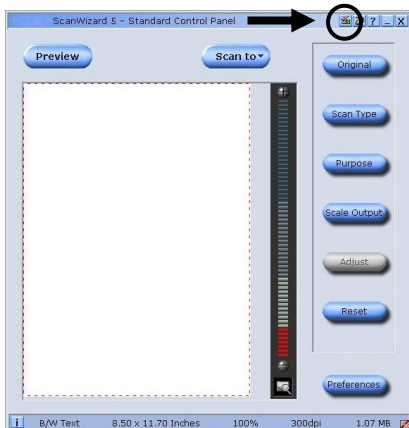 ScanWizard 5 - Standard Control Panel ? _ X
Preview
Scan to
Original
Scan Type
Purpose
Scale Output
Adjust
Reset
Preferences
i B/W Text 8.50 x 11.70 Inches 100% 300dpi 1.07 MB